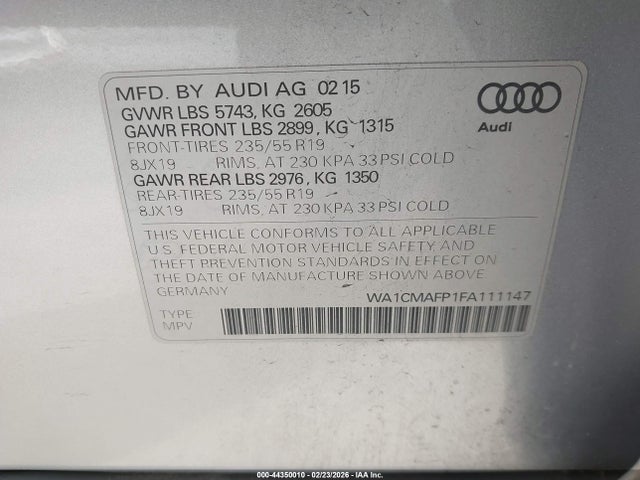 MFD. BY AUDI AG 02 15
GVWR LBS 5743, KG 2605
GAWR FRONT LBS 2899, KG 1315
FRONT-TIRES 235/55 R19
8JX19 RIMS, AT 230 KPA 33 PSI COLD
GAWR REAR LBS 2976, KG 1350
REAR-TIRES 235/55 R19
8JX19 RIMS, AT 230 KPA 33 PSI COLD
Audi
THIS VEHICLE CONFORMS TO ALL APPLICABLE
U.S. FEDERAL MOTOR VEHICLE SAFETY AND
THEFT PREVENTION STANDARDS IN EFFECT ON
THE DATE OF MANUFACTURE SHOWN ABOVE
GERMANY
WA1CMAFP1FA111147
TYPE
MPV
000-44350010 - 02/23/2026 - IAA Inc.